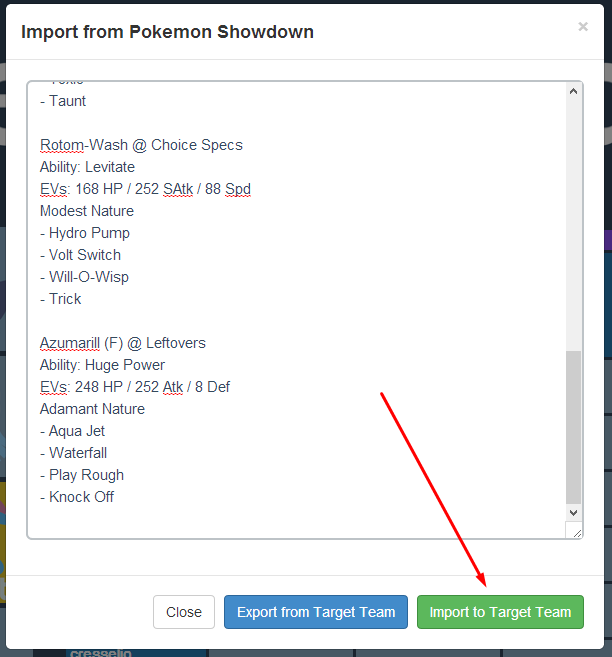 Import from Pokemon Showdown
×
- Toxic
- Taunt
Rotom-Wash @ Choice Specs
Ability: Levitate
EVs: 168 HP / 252 SAtk / 88 Spd
Modest Nature
- Hydro Pump
- Volt Switch
- Will-O-Wisp
- Trick
Azumarill (F) @ Leftovers
Ability: Huge Power
EVs: 248 HP / 252 Atk / 8 Def
Adamant Nature
- Aqua Jet
- Waterfall
- Play Rough
- Knock Off
Close
Export from Target Team
Import to Target Team
cresselia